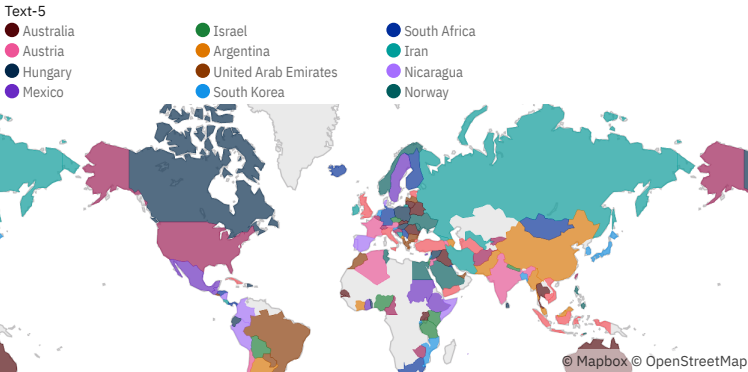 Text-5
Australia
Austria
Hungary
Mexico
Israel
Argentina
United Arab Emirates
South Korea
South Africa
Iran
Nicaragua
Norway
© Mapbox © OpenStreetMap